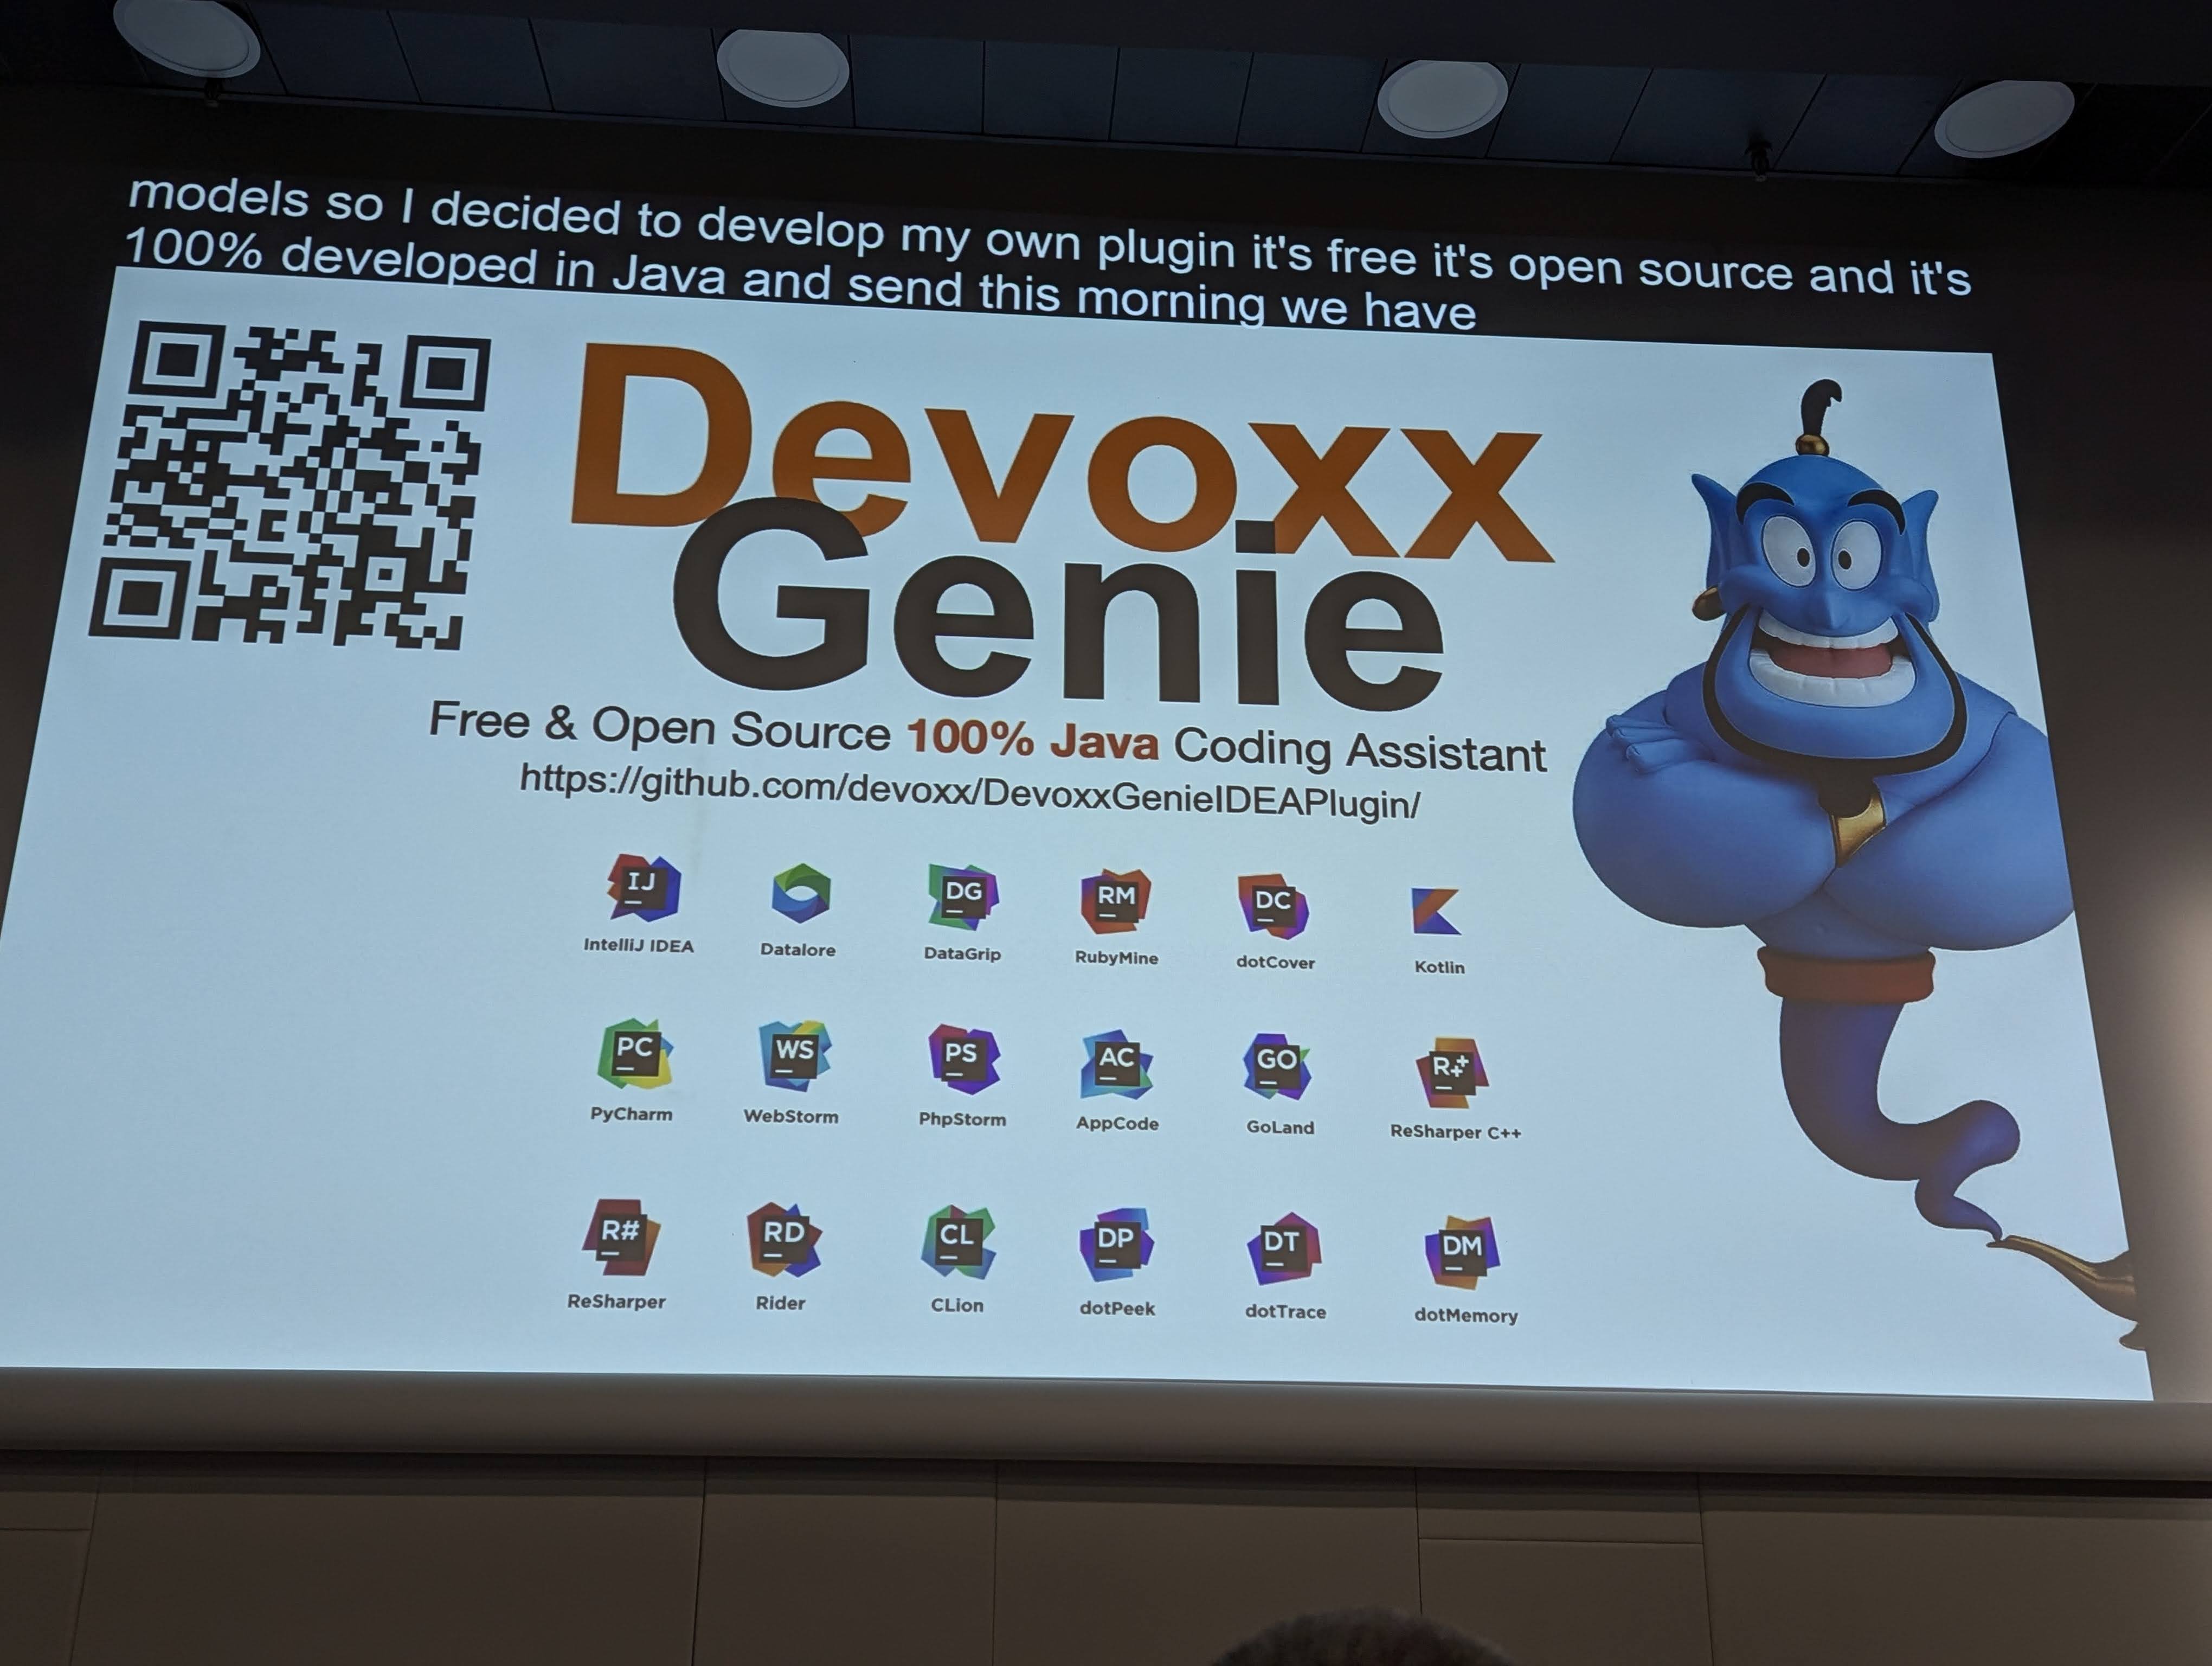 models so I decided to develop my own plugin it's free it's open source and it's
100% developed in Java and send this morning we have
Devoxx
Genie
Free & Open Source 100% Java Coding Assistant
https://github.com/devoxx/DevoxxGenieIDEAPlugin/
IJ
DG
RM
DC
IntelliJ IDEA
Datalore
DataGrip
RubyMine
dotCover
Kotlin
PC
WS
PS
AC
GO
R++
PyCharm
WebStorm
PhpStorm
AppCode
GoLand
ReSharper C++
R#
RD
CL
DP
DT
DM
ReSharper
Rider
CLion
dotPeek
dotTrace
dotMemory